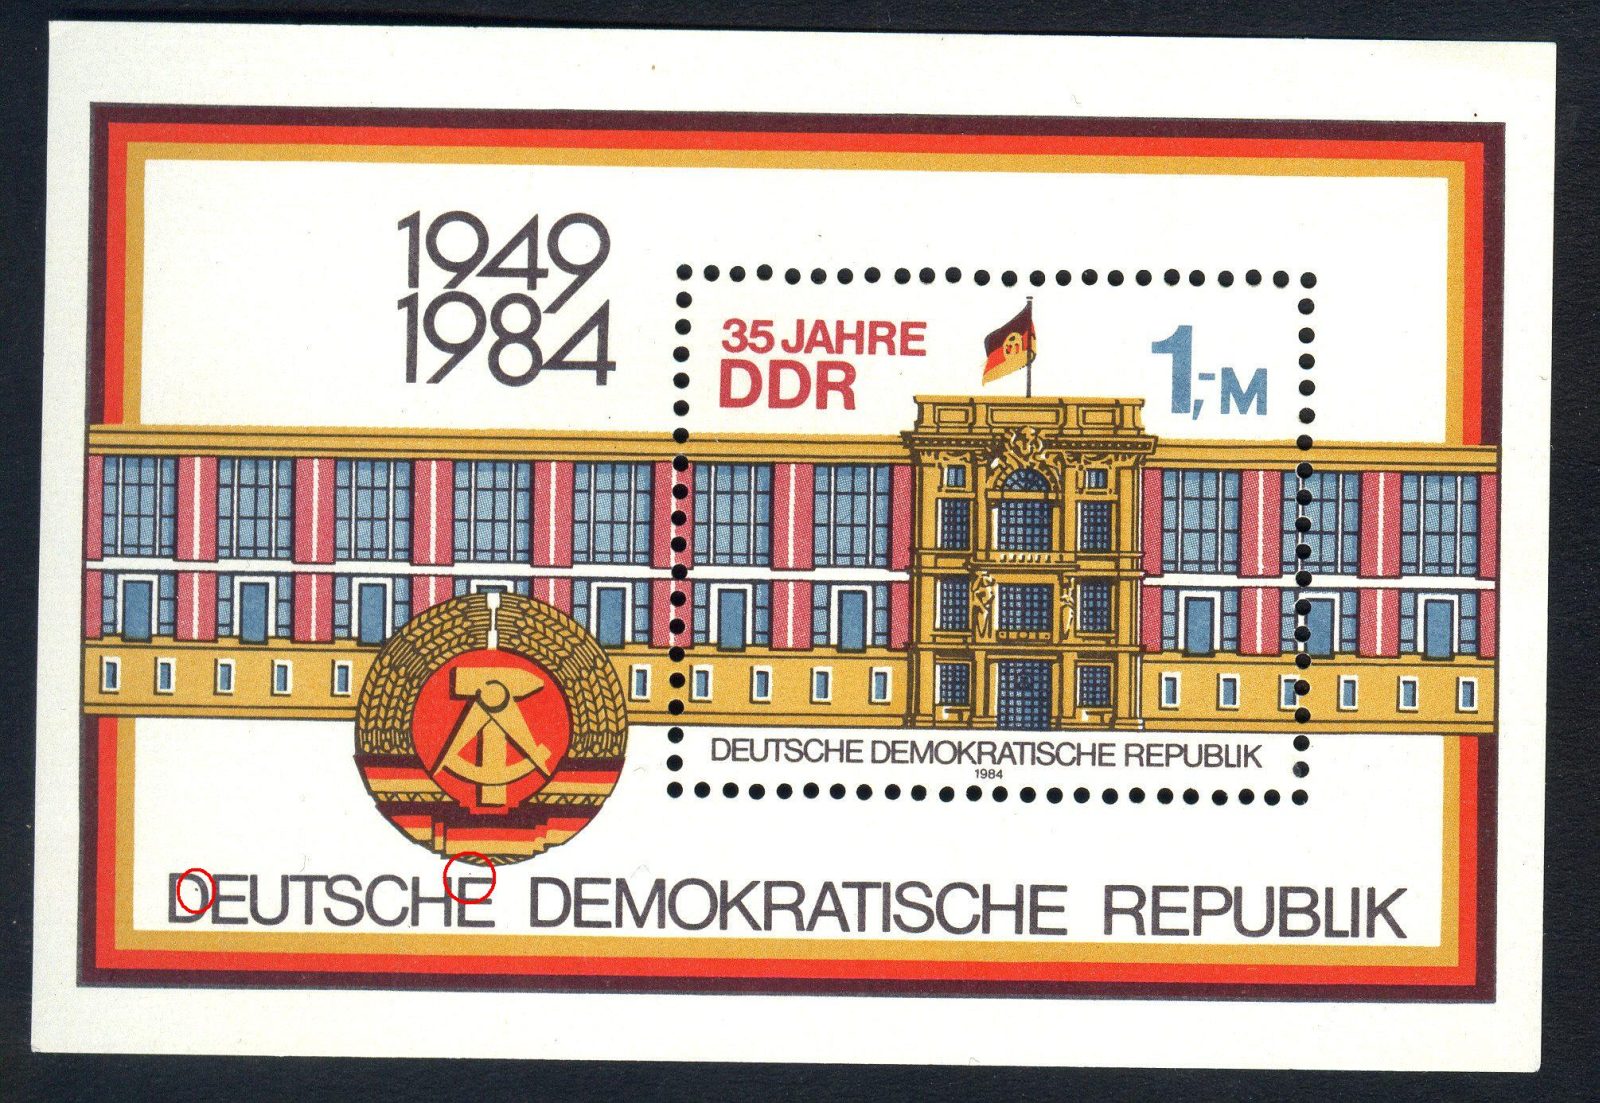 1949
1984
35 JAHRE
DDR
1,-M
DEUTSCHE DEMOKRATISCHE REPUBLIK
1984
DEUTSCHE DEMOKRATISCHE REPUBLIK